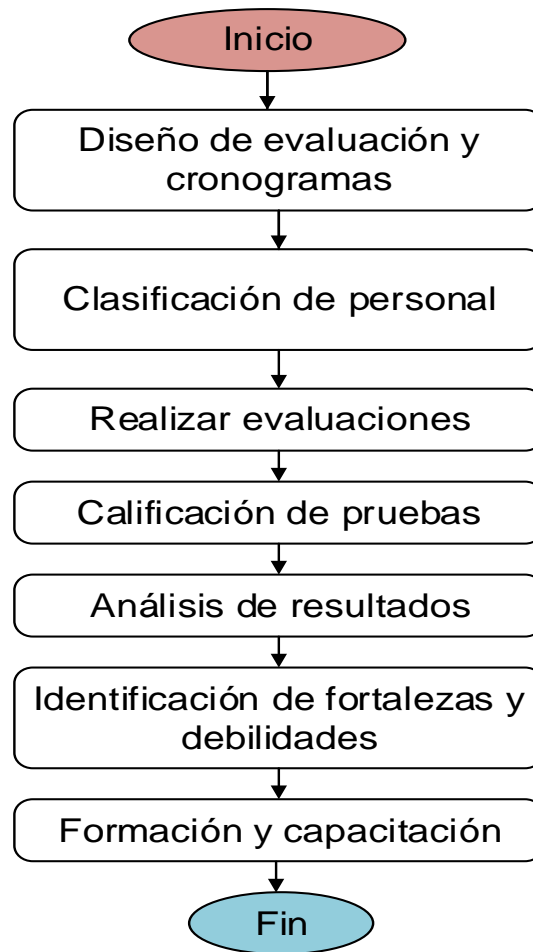 Inicio
Diseño de evaluación y
cronogramas
Clasificación de personal
Realizar evaluaciones
Calificación de pruebas
Análisis de resultados
Identificación de fortalezas y
debilidades
Formación y capacitación
Fin